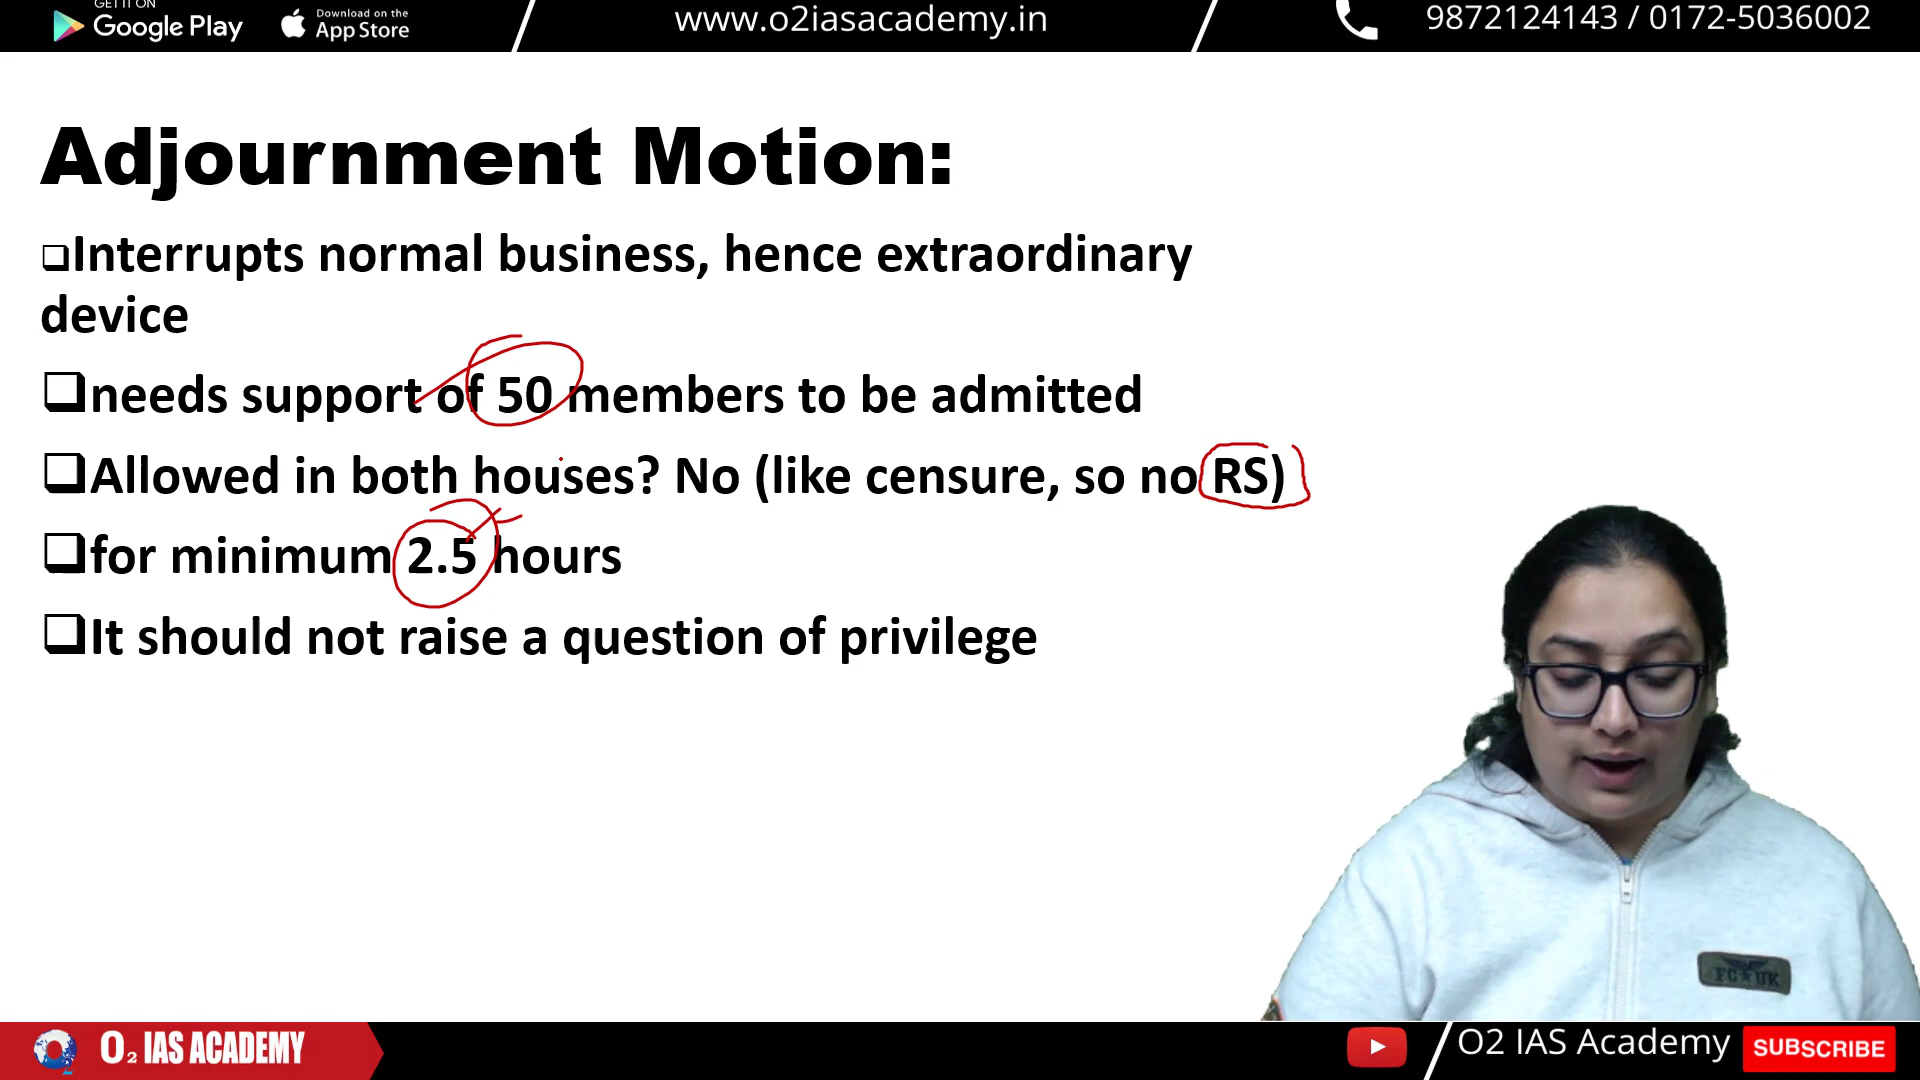 GET IT ON
Google Play
Download on the
App Store
www.o2iasacademy.in
9872124143 / 0172-5036002
Adjournment Motion:
❑Interrupts normal business, hence extraordinary
device
❑needs support of 50 members to be admitted
❑Allowed in both houses? No (like censure, so no RS)
❑for minimum 2.5 hours
❑It should not raise a question of privilege
FC★UK
O₂ IAS ACADEMY
O2 IAS Academy
SUBSCRIBE